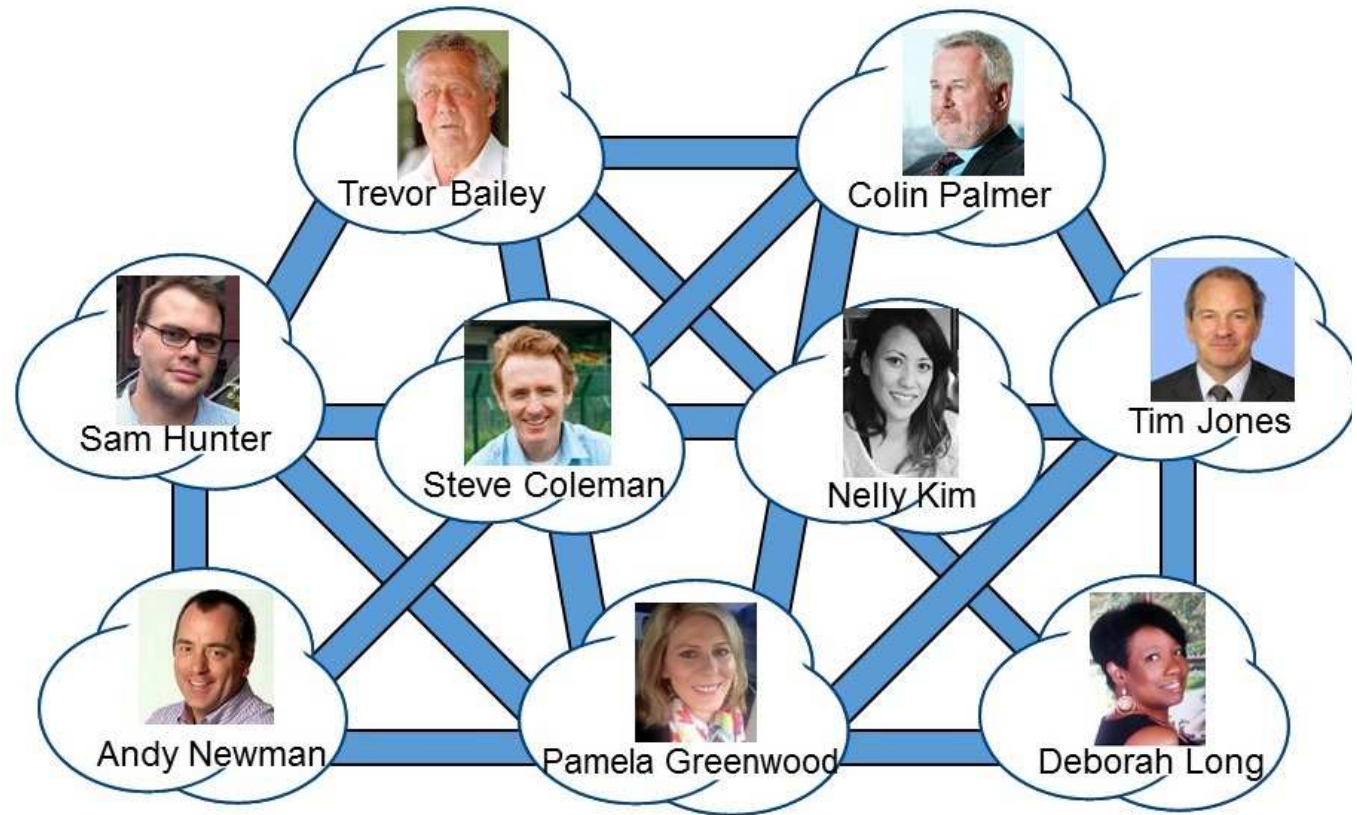 Trevor Bailey
Colin Palmer
Sam Hunter
Steve Coleman
Nelly Kim
Tim Jones
Andy Newman
Pamela Greenwood
Deborah Long